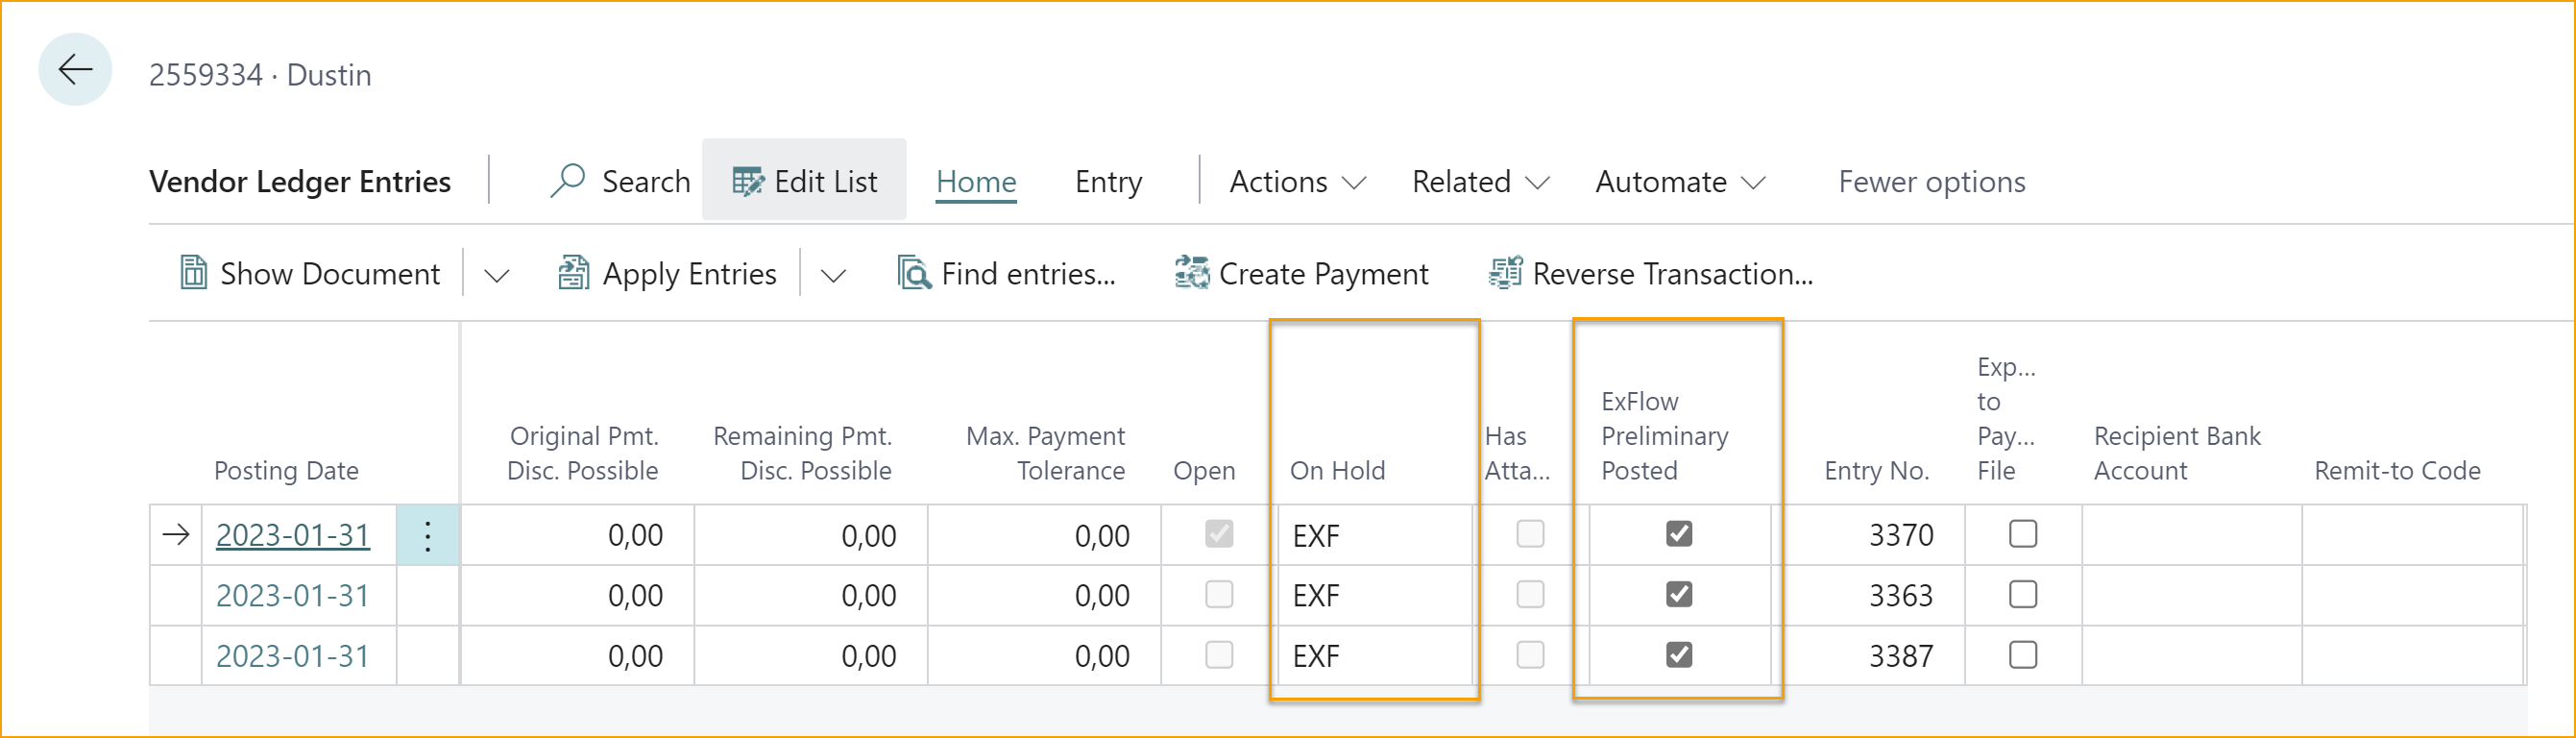 2559334 · Dustin
Vendor Ledger Entries Search Edit List Home Entry Actions Related Automate Fewer options
Show Document Apply Entries Find entries... Create Payment Reverse Transaction...
Posting Date
Original Pmt.
Disc. Possible
Remaining Pmt.
Disc. Possible
Max. Payment
Tolerance
Open
On Hold
Has
Atta...
ExFlow
Preliminary
Posted
Entry No.
Exp...
to
Pay...
File
Recipient Bank
Account
Remit-to Code
2023-01-31 0,00 0,00 0,00 EXF 3370
2023-01-31 0,00 0,00 0,00 EXF 3363
2023-01-31 0,00 0,00 0,00 EXF 3387